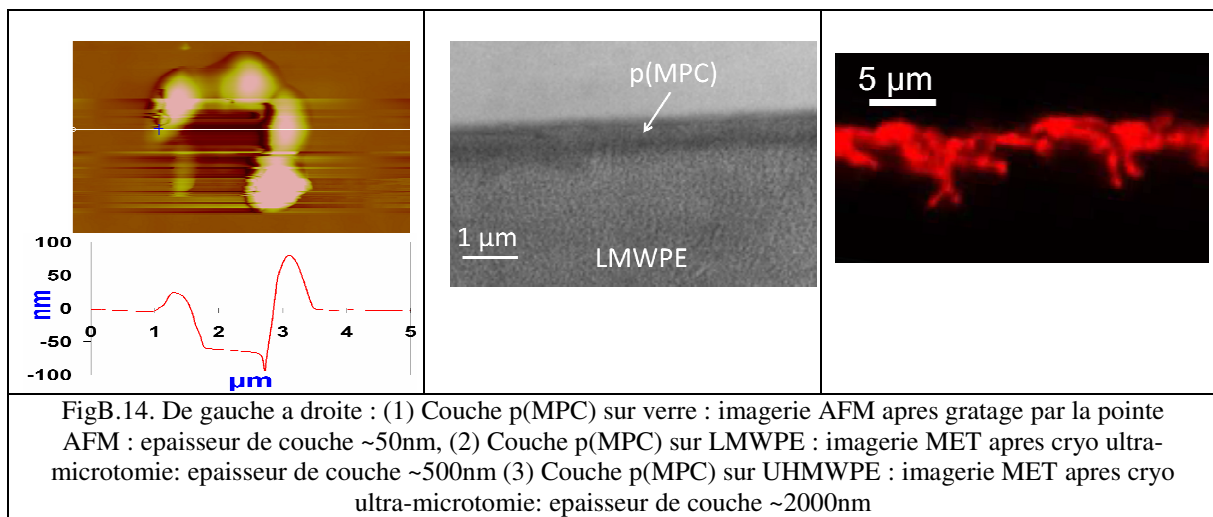 100
50
0
-50
-100
nm
0 1 2 3 4 5
µm
p(MPC)
1 µm
LMWPE
5 µm
FigB.14. De gauche a droite : (1) Couche p(MPC) sur verre : imagerie AFM apres gratage par la pointe
AFM : epaisseur de couche ~50nm, (2) Couche p(MPC) sur LMWPE : imagerie MET apres cryo ultra-
microtomie: epaisseur de couche ~500nm (3) Couche p(MPC) sur UHMWPE : imagerie MET apres cryo
ultra-microtomie: epaisseur de couche ~2000nm